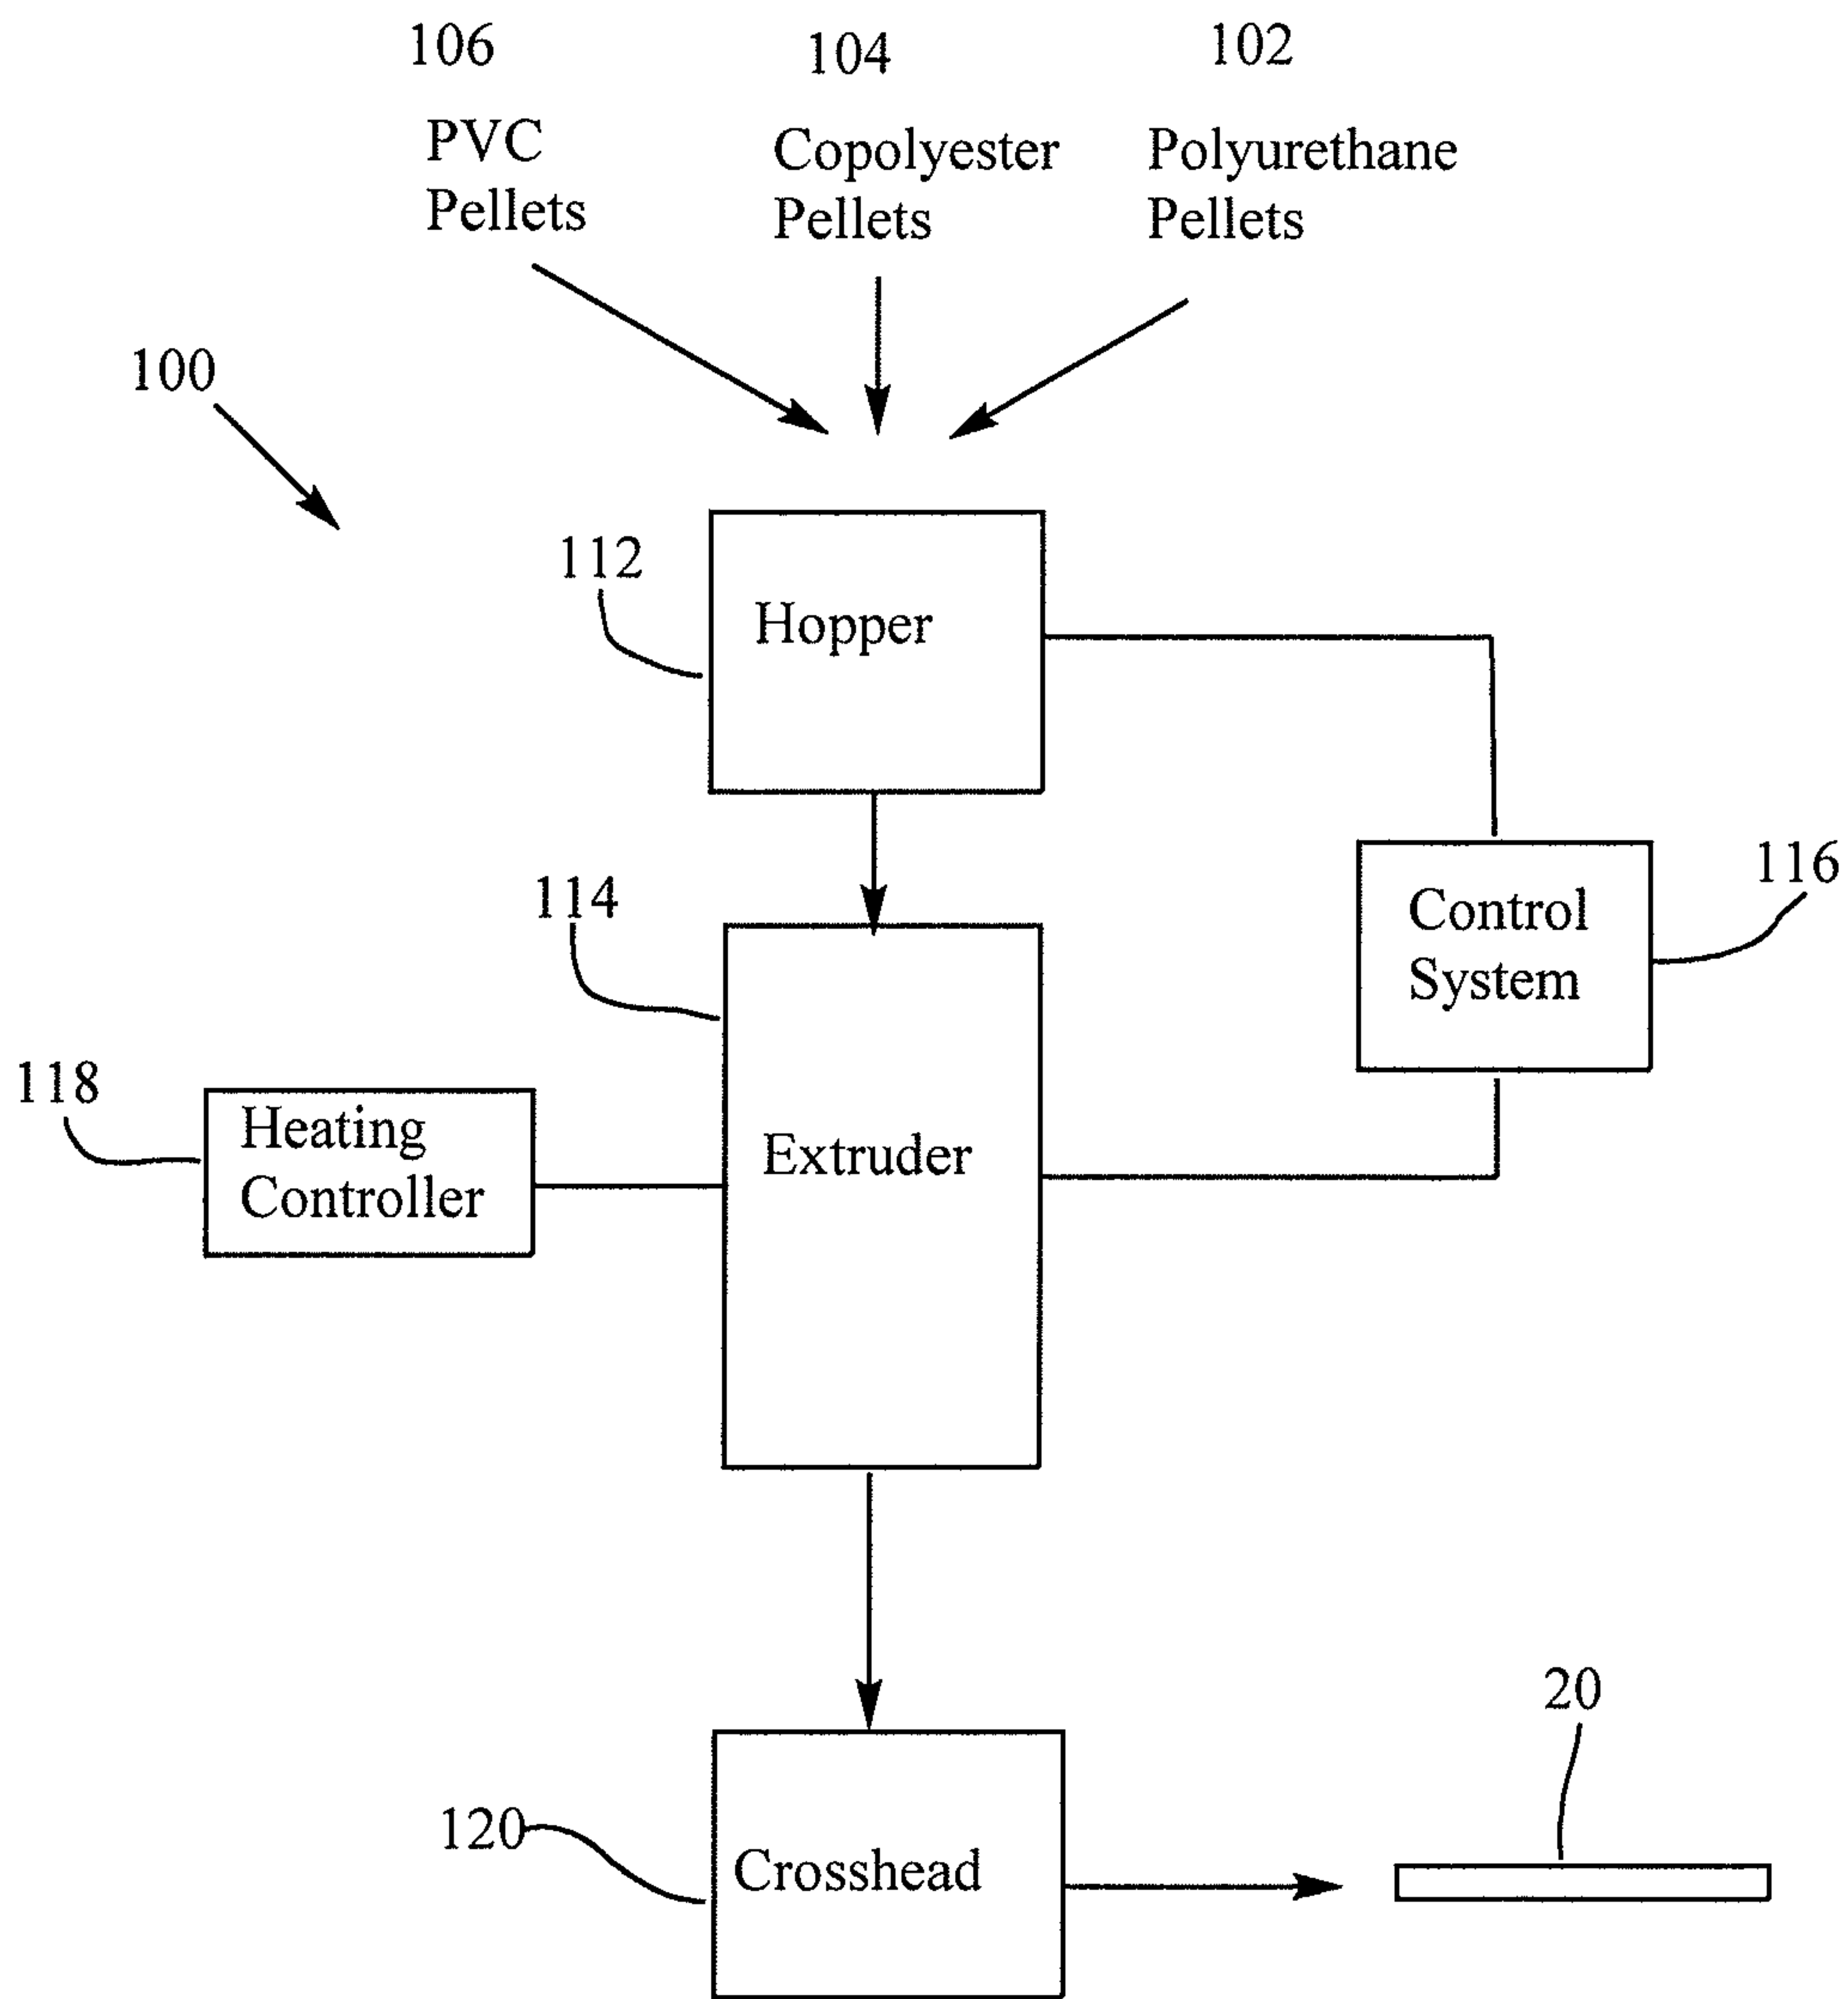 106
104
102
PVC
Pellets
Copolyester
Pellets
Polyurethane
Pellets
100
112
Hopper
114
Control
System
116
118
Heating
Controller
Extruder
20
120
Crosshead